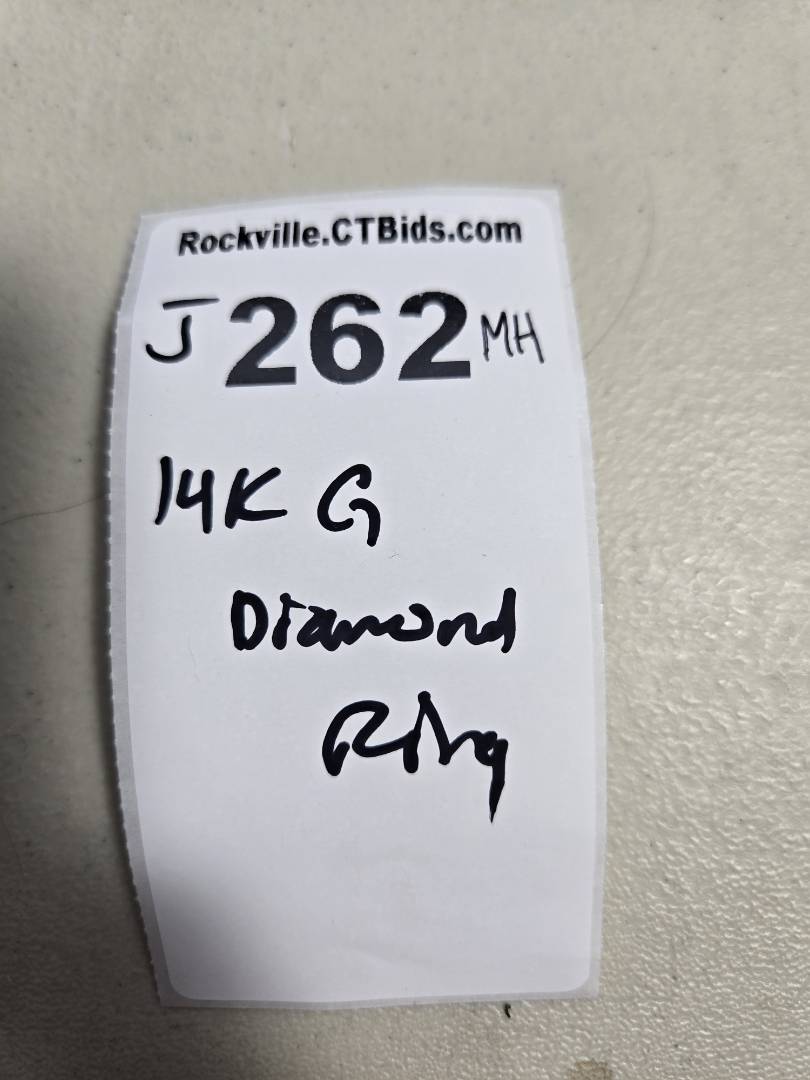 Rockville.CTBids.com
J 262 MH
14K G
Diamond
Ring